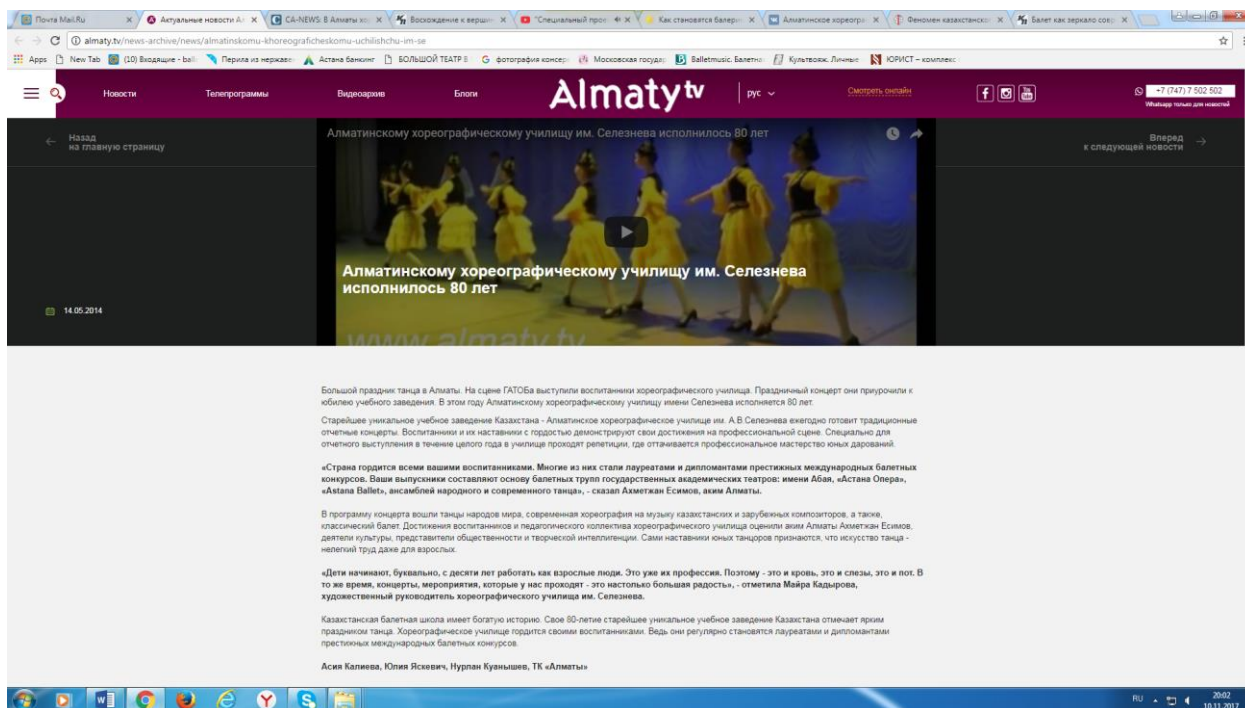 Почта Mail.Ru
Актуальные новости Ал
CA-NEWS: В Алматы хор
Восхождение к вершин
"Специальный прое
Как становятся балери
Алматинское хореогра
Феномен казахстанско
Балет как зеркало сове
almaty.tv/news-archive/news/almatinskomu-khoreograficheskomu-uchilishchu-im-se
Apps
New Tab
(10) Входящие - bale
Перила из нержаве
Астана банкинг
БОЛЬШОЙ ТЕАТР В
фотография концер
Московская государ
Balletmusic. Балетна
Культвояж. Личные
ЮРИСТ – комплекс
Новости
Телепрограммы
Видеоархив
Блоги
Almaty tv
рус
Смотреть онлайн
+7 (747) 7 502 502
Whatsapp только для новостей
Назад
на главную страницу
Алматинскому хореографическому училищу им. Селезнева исполнилось 80 лет
Вперед
к следующей новости
Алматинскому хореографическому училищу им. Селезнева
исполнилось 80 лет
14.05.2014
www.almaty.tv
Большой праздник танца в Алматы. На сцене ГАТОБа выступили воспитанники хореографического училища. Праздничный концерт они приурочили к
юбилею учебного заведения. В этом году Алматинскому хореографическому училищу имени Селезнева исполняется 80 лет.
Старейшее уникальное учебное заведение Казахстана - Алматинское хореографическое училище им. А.В.Селезнева ежегодно готовит традиционные
отчетные концерты. Воспитанники и их наставники с гордостью демонстрируют свои достижения на профессиональной сцене. Специально для
отчетного выступления в течение целого года в училище проходят репетиции, где оттачивается профессиональное мастерство юных дарований.
«Страна гордится всеми вашими воспитанниками. Многие из них стали лауреатами и дипломантами престижных международных балетных
конкурсов. Ваши выпускники составляют основу балетных трупп государственных академических театров: имени Абая, «Астана Опера»,
«Astana Ballet», ансамблей народного и современного танца», - сказал Ахметжан Есимов, аким Алматы.
В программу концерта вошли танцы народов мира, современная хореография на музыку казахстанских и зарубежных композиторов, а также,
классический балет. Достижения воспитанников и педагогического коллектива хореографического училища оценили аким Алматы Ахметжан Есимов,
деятели культуры, представители общественности и творческой интеллигенции. Сами наставники юных танцоров признаются, что искусство танца -
нелегкий труд даже для взрослых.
«Дети начинают, буквально, с десяти лет работать как взрослые люди. Это уже их профессия. Поэтому - это и кровь, это и слезы, это и пот. В
то же время, концерты, мероприятия, которые у нас проходят - это настолько большая радость», - отметила Майра Кадырова,
художественный руководитель хореографического училища им. Селезнева.
Казахстанская балетная школа имеет богатую историю. Свое 80-летие старейшее уникальное учебное заведение Казахстана отмечает ярким
праздником танца. Хореографическое училище гордится своими воспитанниками. Ведь они регулярно становятся лауреатами и дипломантами
престижных международных балетных конкурсов.
Асия Капиева, Юлия Яскевич, Нурлан Куанышев, ТК «Алматы»
RU
20:02
10.11.2017